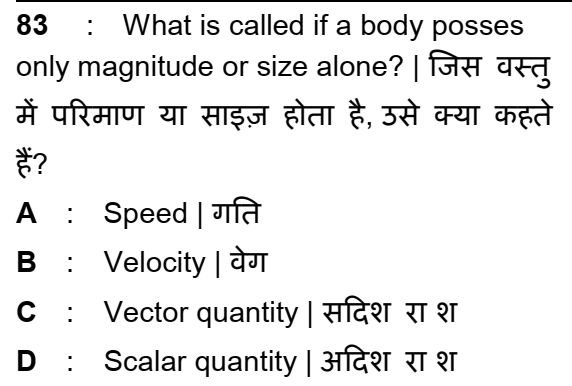 83 : What is called if a body posses
only magnitude or size alone? | जिस वस्तु
में परिमाण या साइज़ होता है, उसे क्या कहते
हैं?
A : Speed | गति
B : Velocity | वेग
C : Vector quantity | सदिश रा श
D : Scalar quantity | अदिश रा श